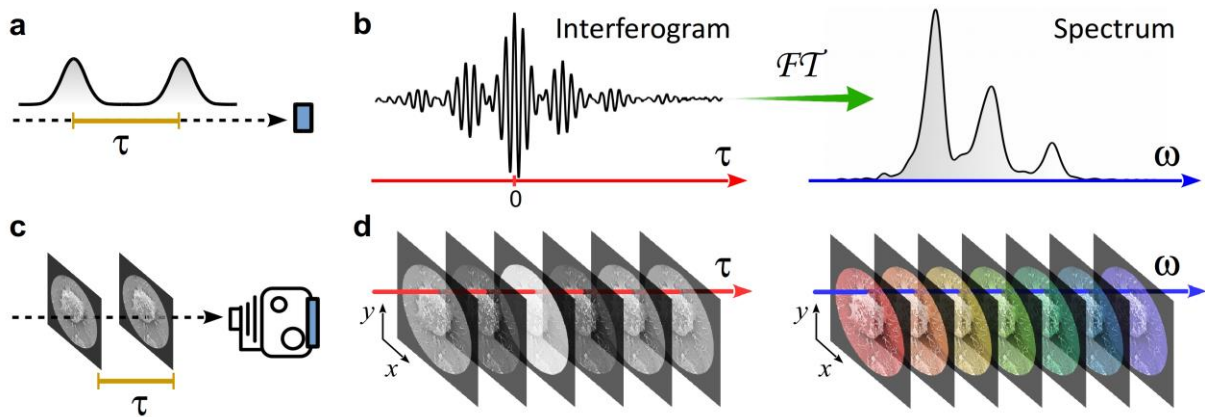 a
τ
b
Interferogram
τ
0
ℱ𝒯
Spectrum
ω
c
τ
d
τ
y
x
ω
y
x